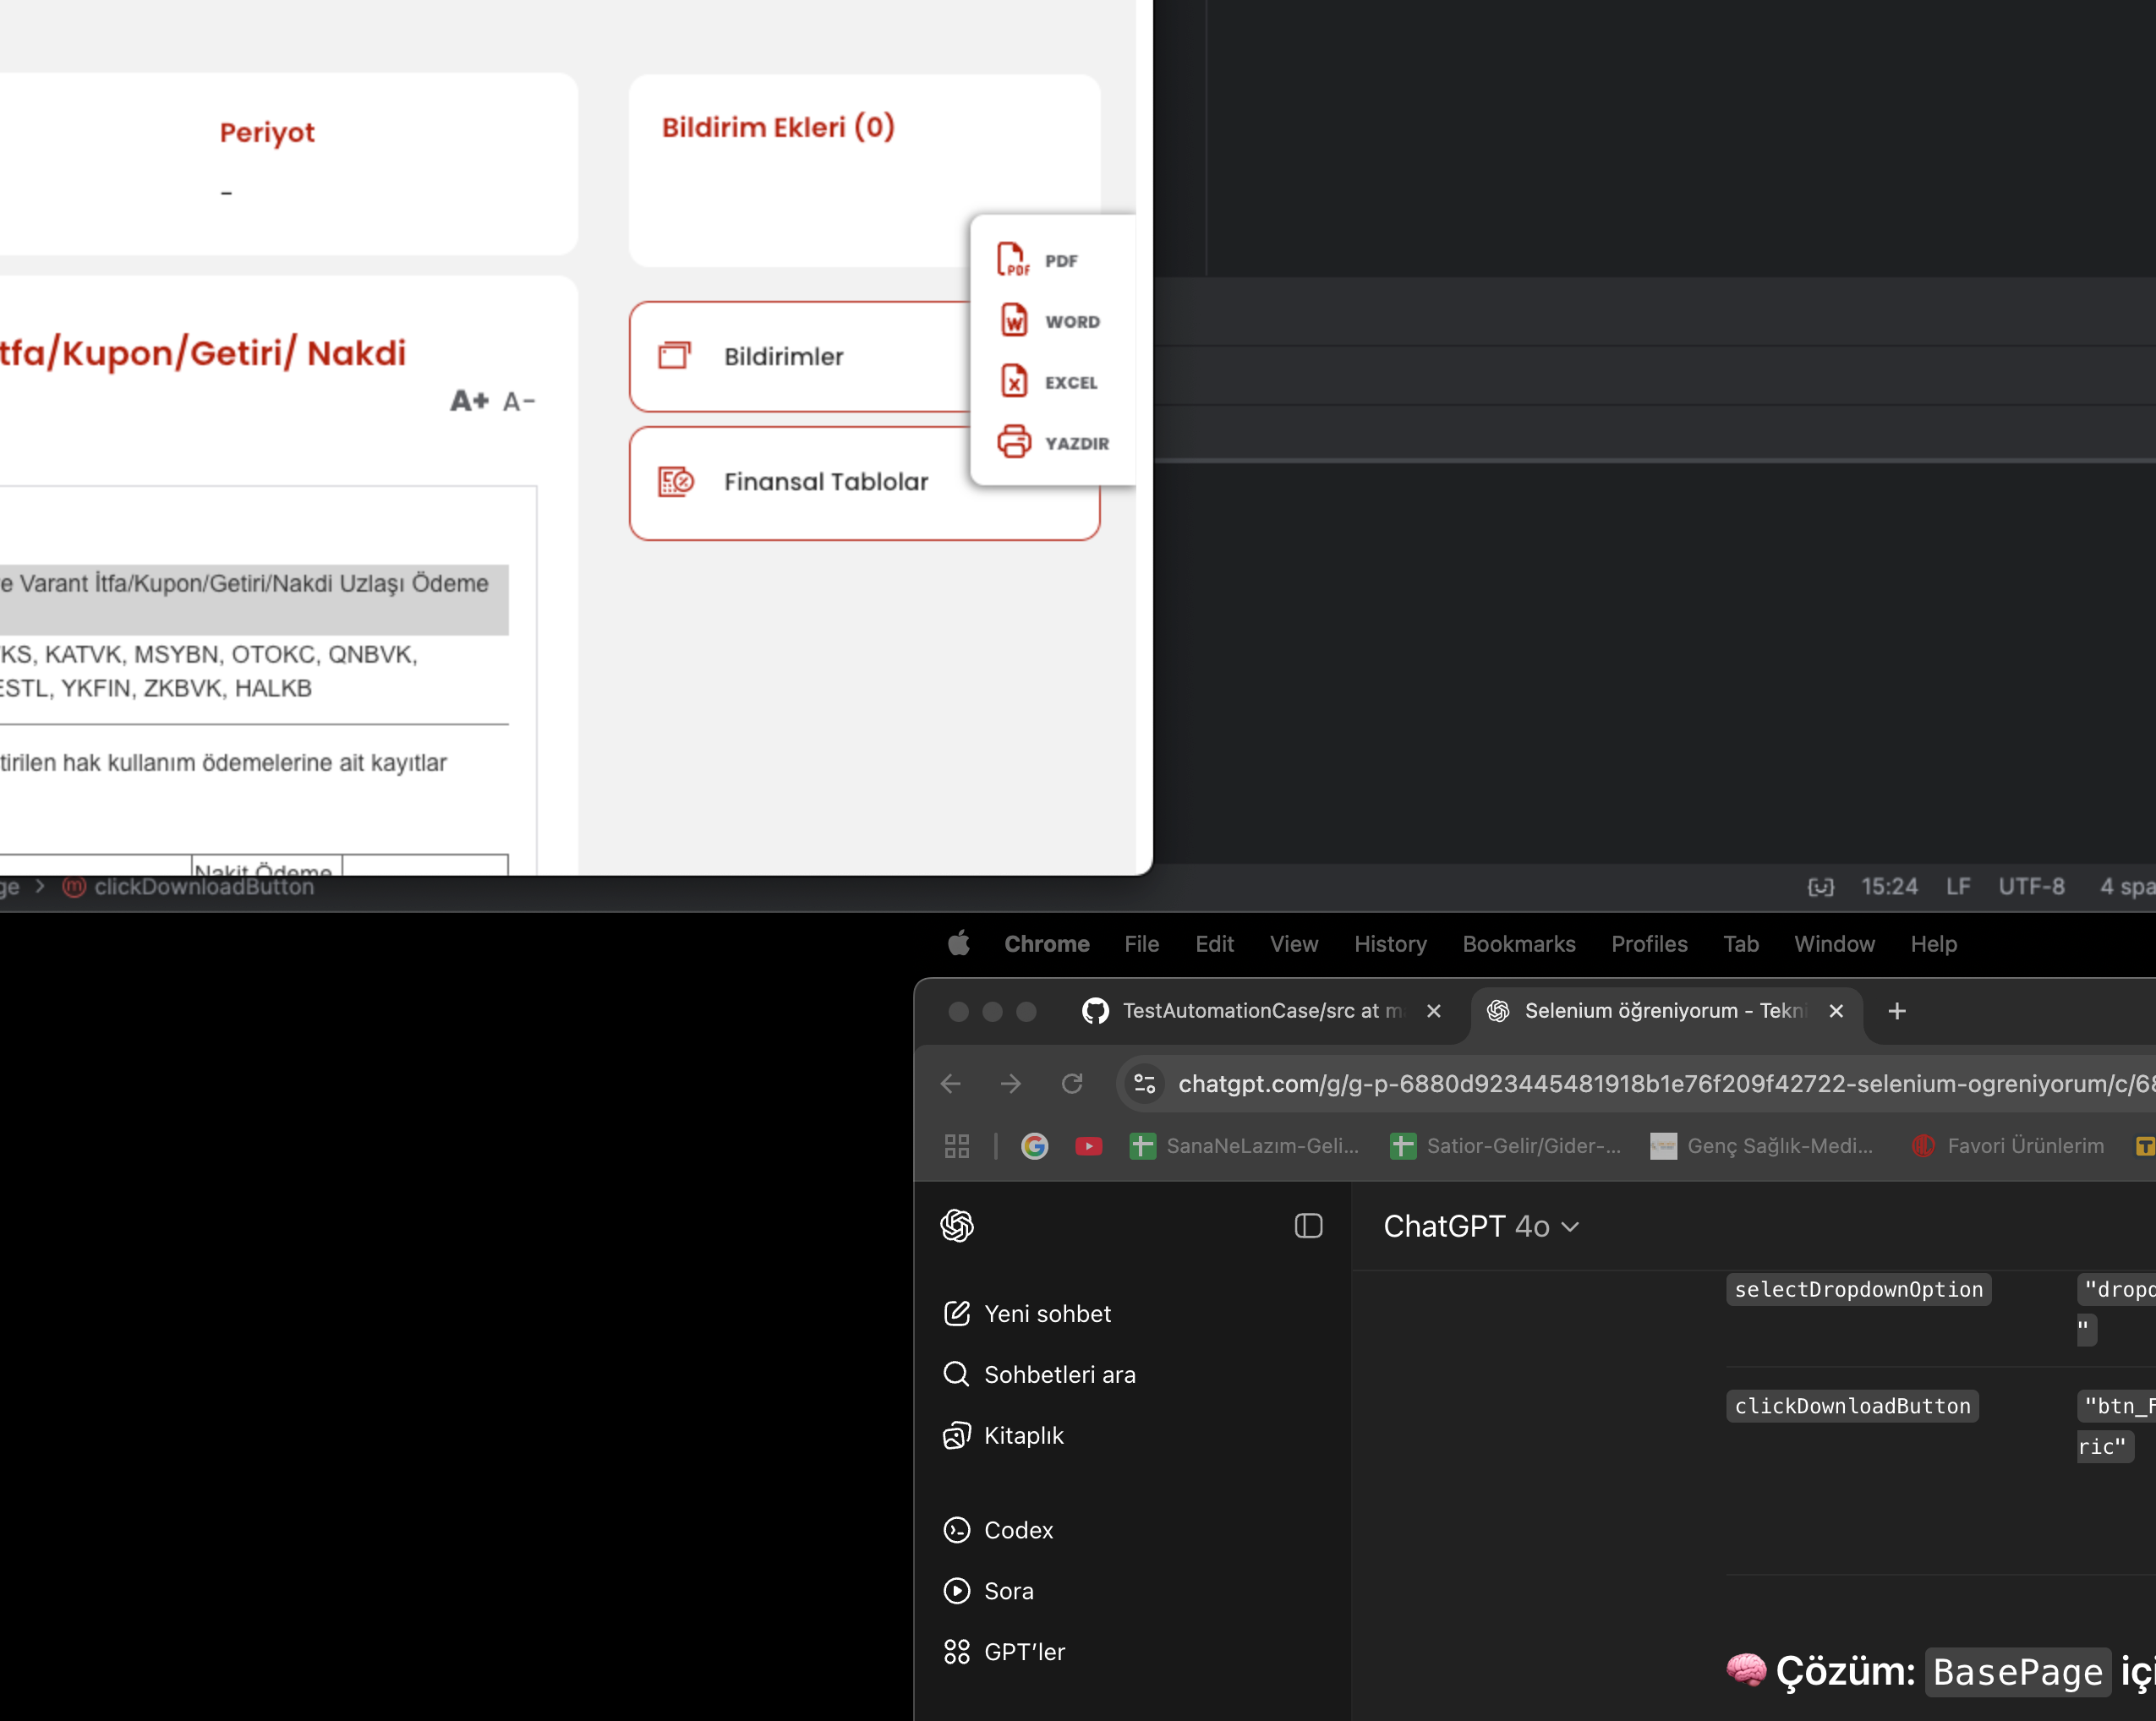 Periyot
-
Bildirim Ekleri (0)
PDF
PDF
WORD
EXCEL
YAZDIR
tfa/Kupon/Getiri/ Nakdi
A+ A-
Bildirimler
Finansal Tablolar
e Varant İtfa/Kupon/Getiri/Nakdi Uzlaşı Ödeme
KS, KATVK, MSYBN, OTOKC, QNBVK,
ESTL, YKFIN, ZKBVK, HALKB
tirilen hak kullanım ödemelerine ait kayıtlar
Nakit Ödeme
ge > m clickDownloadButton
15:24 LF UTF-8 4 spa
Chrome File Edit View History Bookmarks Profiles Tab Window Help
TestAutomationCase/src at m
Selenium öğreniyorum - Tekni
chatgpt.com/g/g-p-6880d923445481918b1e76f209f42722-selenium-ogreniyorum/c/68
SanaNeLazım-Geli... Satior-Gelir/Gider-... Genç Sağlık-Medi... Favori Ürünlerim
ChatGPT 4o
Yeni sohbet
Sohbetleri ara
Kitaplık
Codex
Sora
GPT'ler
selectDropdownOption "dropd
"
clickDownloadButton "btn_F
ric"
Çözüm: BasePage içi